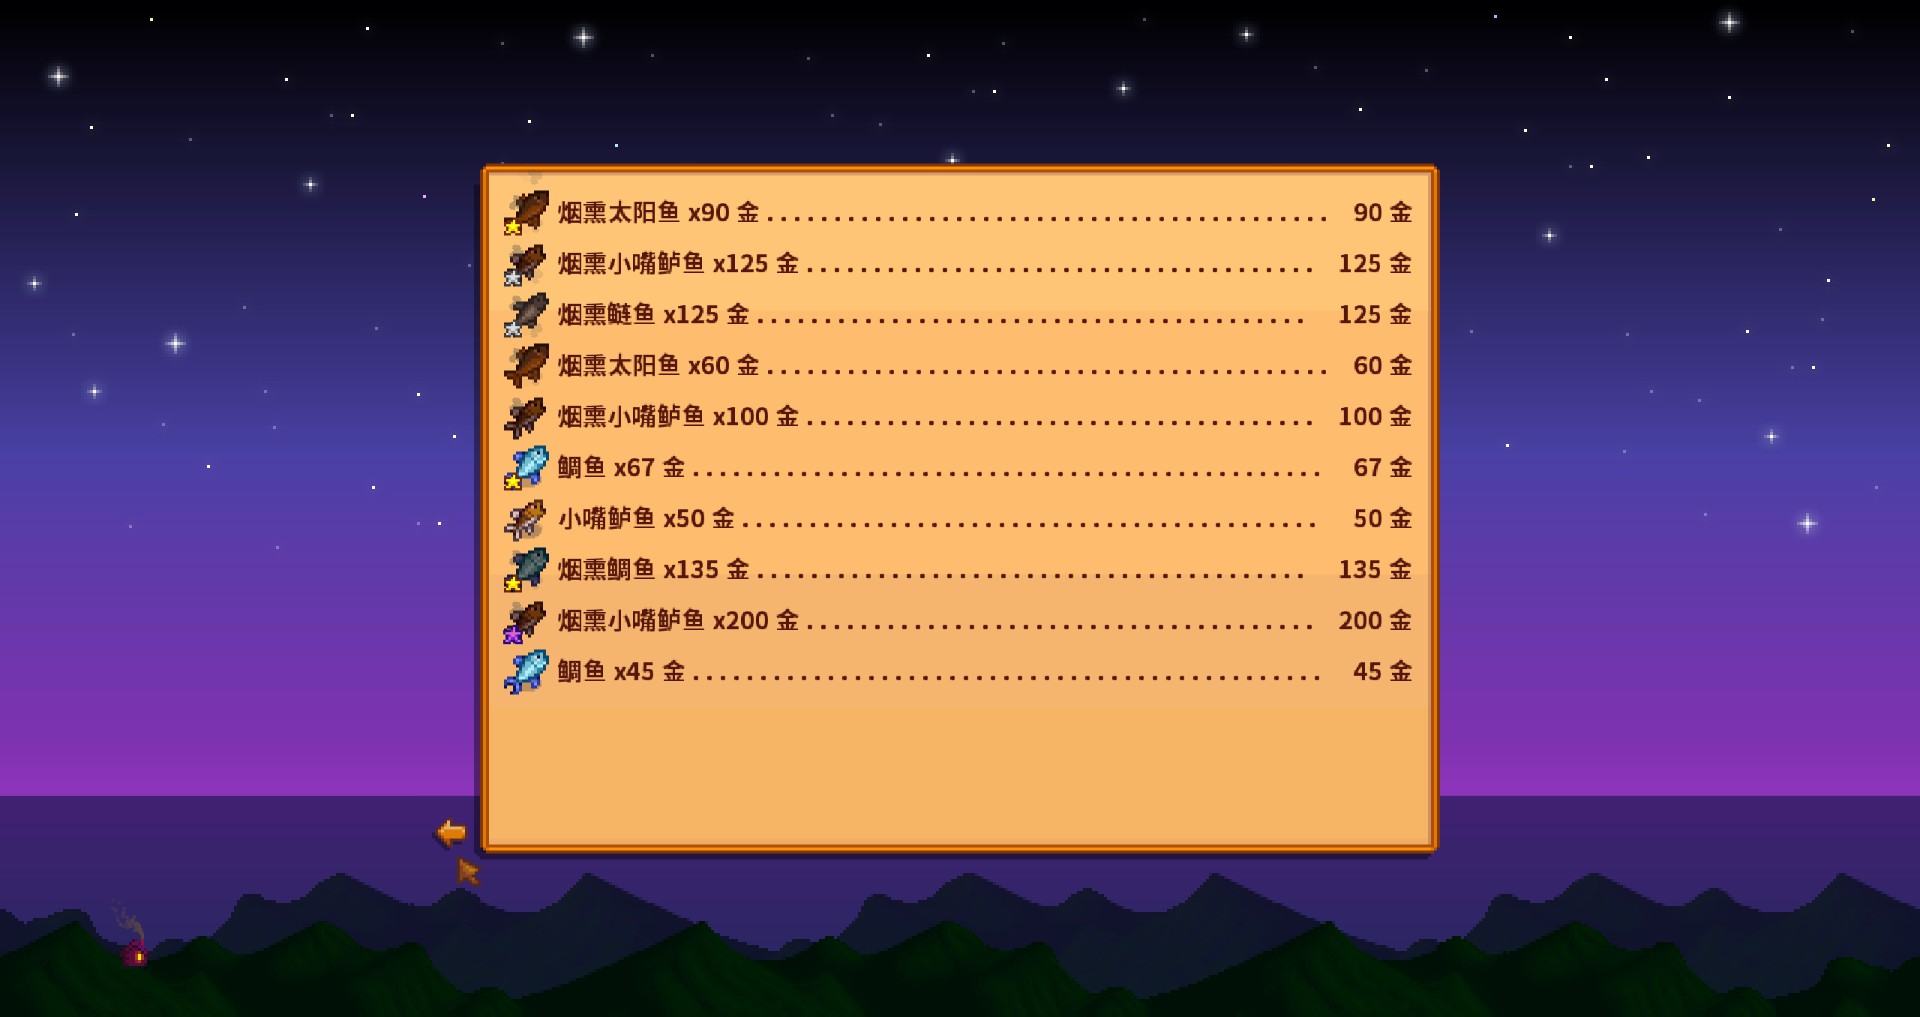 烟熏太阳鱼 x90 金 ........................................ 90 金
烟熏小嘴鲈鱼 x125 金 ...................................... 125 金
烟熏鲢鱼 x125 金 ......................................... 125 金
烟熏太阳鱼 x60 金 ........................................ 60 金
烟熏小嘴鲈鱼 x100 金 ...................................... 100 金
鲷鱼 x67 金 ............................................... 67 金
小嘴鲈鱼 x50 金 ........................................... 50 金
烟熏鲷鱼 x135 金 ......................................... 135 金
烟熏小嘴鲈鱼 x200 金 ...................................... 200 金
鲷鱼 x45 金 ............................................... 45 金